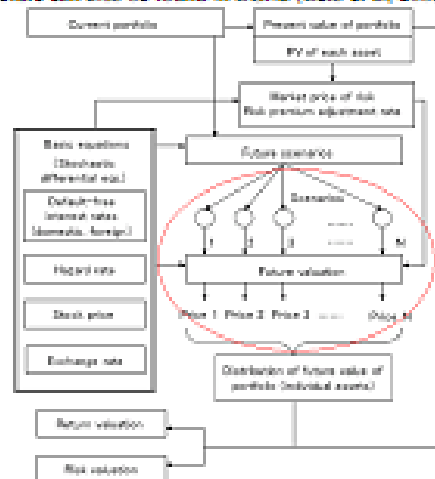 Current portfolio
Present value of portfolio
PV of each asset
Market price of risk
Risk premium adjustment rate
Basic equations
(Stochastic
differential eqs.)
Default-free
interest rates
(domestic, foreign)
Hazard rate
Stock price
Exchange rate
Future scenarios
Scenarios
1 2 3 ...... N
Future valuation
Price 1 Price 2 Price 3 ...... Price N
Distribution of future value of
portfolio (individual assets)
Return valuation
Risk valuation